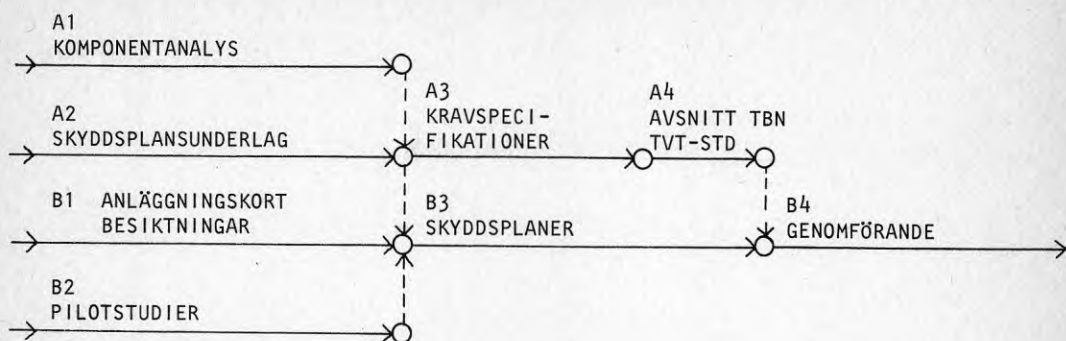 A1
KOMPONENTANALYS
A2
SKYDDSPLANSUNDERLAG
A3
KRAVSPECI-
FIKATIONER
A4
AVSNITT TBN
TVT-STD
B1 ANLÄGGNINGSKORT
BESIKTNINGAR
B3
SKYDDSPLANER
B4
GENOMFÖRANDE
B2
PILOTSTUDIER